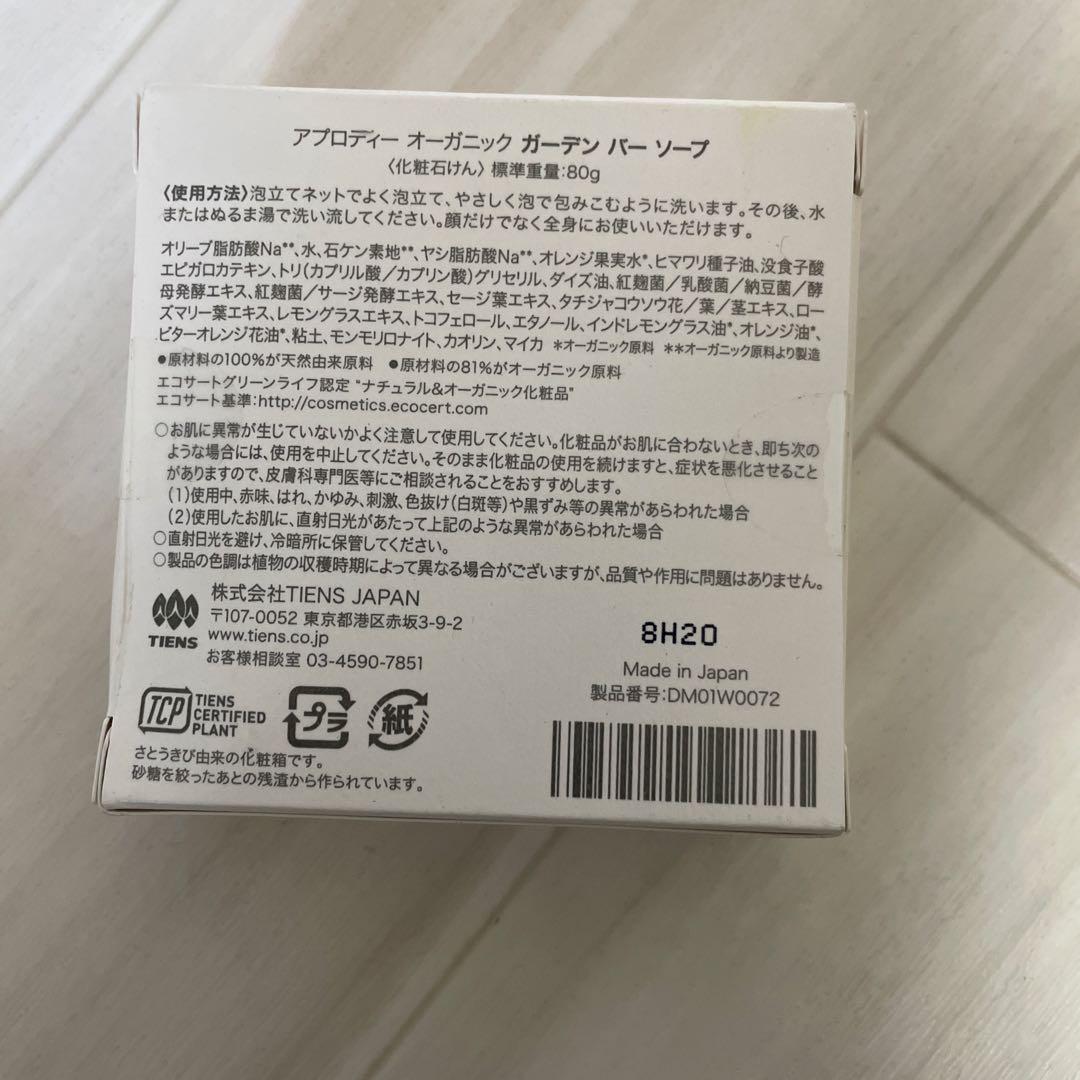 アプロディー オーガニック ガーデン バー ソープ
〈化粧石けん〉標準重量:80g
〈使用方法〉泡立てネットでよく泡立て、やさしく泡で包みこむように洗います。その後、水
またはぬるま湯で洗い流してください。顔だけでなく全身にお使いいただけます。
オリーブ脂肪酸Na**、水、石ケン素地**、ヤシ脂肪酸Na**、オレンジ果実水*、ヒマワリ種子油、没食子酸
エピガロカテキン、トリ(カプリル酸/カプリン酸)グリセリル、ダイズ油、紅麹菌/乳酸菌/納豆菌/酵
母発酵エキス、紅麹菌/サージ発酵エキス、セージ葉エキス、タチジャコウソウ花/葉/茎エキス、ロー
ズマリー葉エキス、レモングラスエキス、トコフェロール、エタノール、インドレモングラス油*、オレンジ油*、
ビターオレンジ花油*、粘土、モンモリロナイト、カオリン、マイカ *オーガニック原料 **オーガニック原料より製造
●原材料の100%が天然由来原料 ●原材料の81%がオーガニック原料
エコサートグリーンライフ認定 “ナチュラル&オーガニック化粧品”
エコサート基準:http://cosmetics.ecocert.com
○お肌に異常が生じていないかよく注意して使用してください。化粧品がお肌に合わないとき、即ち次の
ような場合には、使用を中止してください。そのまま化粧品の使用を続けますと、症状を悪化させること
がありますので、皮膚科専門医等にご相談されることをおすすめします。
(1)使用中、赤味、はれ、かゆみ、刺激、色抜け(白斑等)や黒ずみ等の異常があらわれた場合
(2)使用したお肌に、直射日光があたって上記のような異常があらわれた場合
○直射日光を避け、冷暗所に保管してください。
○製品の色調は植物の収穫時期によって異なる場合がございますが、品質や作用に問題はありません。
TIENS
株式会社TIENS JAPAN
〒107-0052 東京都港区赤坂3-9-2
www.tiens.co.jp
お客様相談室 03-4590-7851
8H20
Made in Japan
製品番号:DM01W0072
TCP TIENS
CERTIFIED
PLANT
プラ
紙
さとうきび由来の化粧箱です。
砂糖を絞ったあとの残渣から作られています。